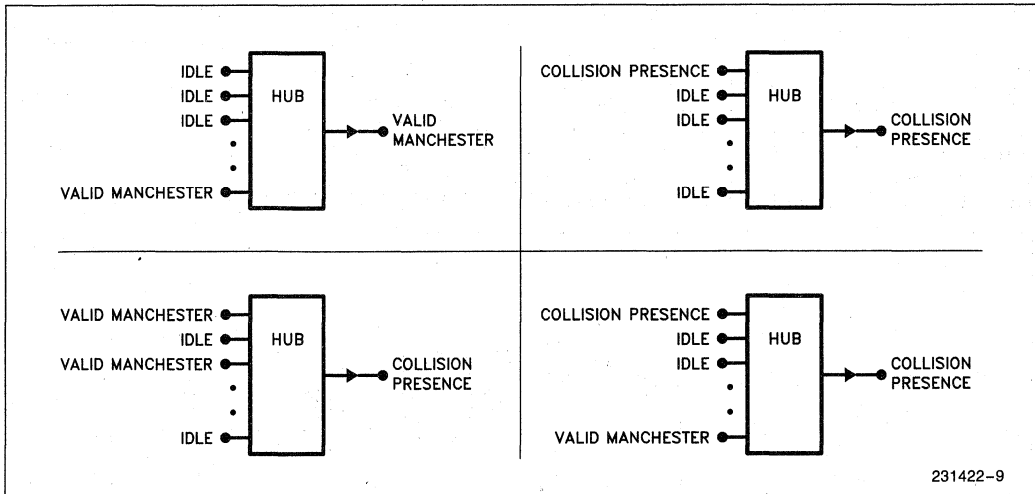 IDLE
IDLE
IDLE
VALID MANCHESTER
HUB
VALID
MANCHESTER
COLLISION PRESENCE
IDLE
IDLE
IDLE
HUB
COLLISION
PRESENCE
VALID MANCHESTER
IDLE
VALID MANCHESTER
IDLE
HUB
COLLISION
PRESENCE
COLLISION PRESENCE
IDLE
IDLE
VALID MANCHESTER
HUB
COLLISION
PRESENCE
231422-9